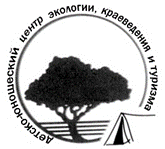 детско-юношеский центр экологии, краеведения и туризма